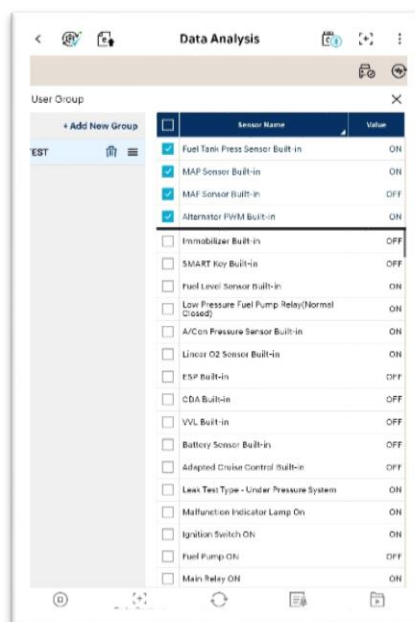 Data Analysis
User Group
+ Add New Group
Sensor Name
Value
TEST
Fuel Tank Press Sensor Built-in ON
MAP Sensor Built-in ON
MAF Sensor Built-in OFF
Alternator PWM Built-in ON
Immobilizer Built-in OFF
SMART Key Built-in OFF
Fuel Level Sensor Built-in ON
Low Pressure Fuel Pump Relay(Normal
Closed) ON
A/Con Pressure Sensor Built-in ON
Linear O2 Sensor Built-in ON
ESP Built-in OFF
CDA Built-in OFF
VVL Built-in OFF
Battery Sensor Built-in OFF
Adapted Cruise Control Built-in OFF
Leak Test Type - Under Pressure System ON
Malfunction Indicator Lamp On ON
Ignition Switch ON ON
Fuel Pump ON OFF
Main Relay ON ON